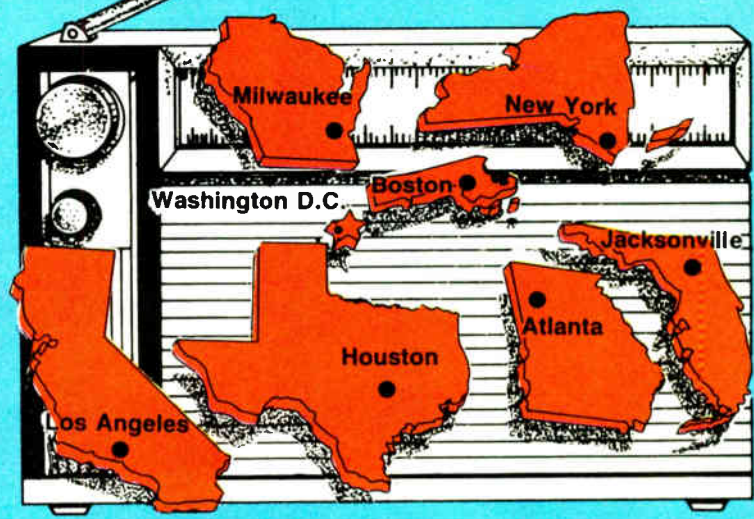 Milwaukee
New York
Washington D.C.
Boston
Jacksonville
Atlanta
Houston
Los Angeles